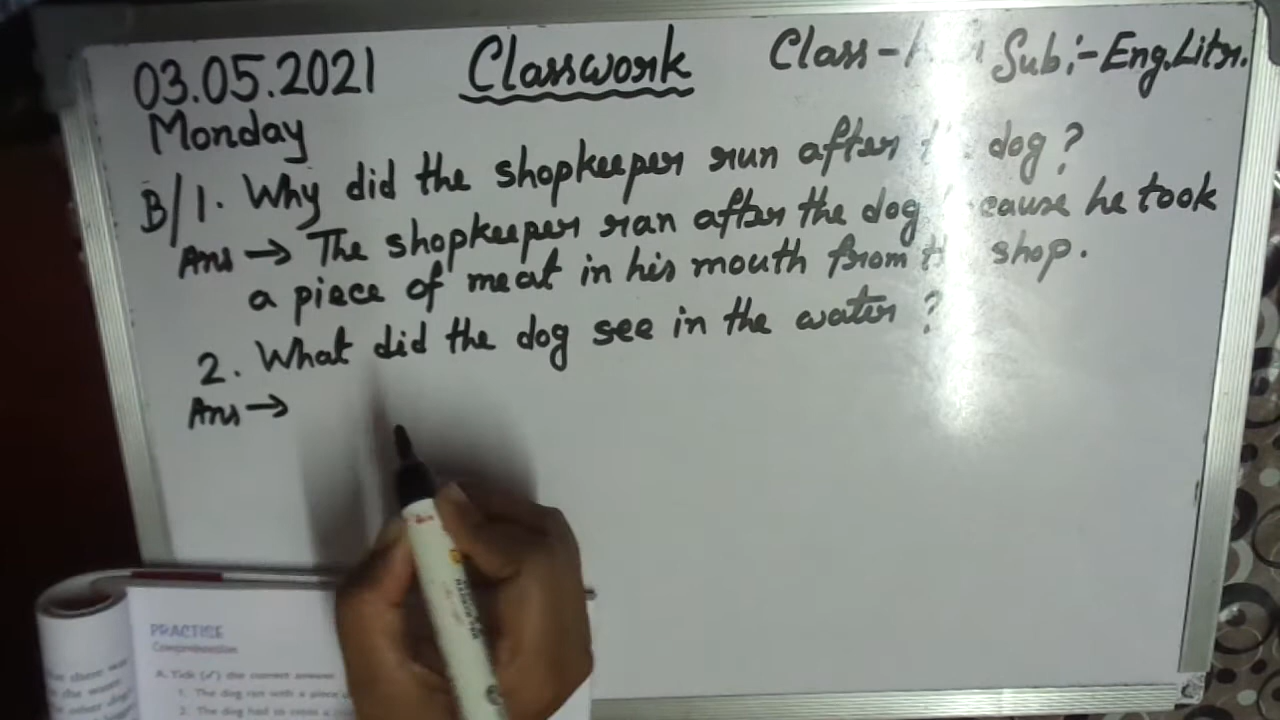 03.05.2021 Classwork Class- Sub:-Eng.Litr.
Monday
B/1. Why did the shopkeeper run after dog?
Ans → The shopkeeper ran after the dog he took
a piece of meat in his mouth from shop.
2. What did the dog see in the water?
Ans →
PRACTICE
Comprehension
A. Tick (✓) the correct answer
1. The dog ran with a piece
2. The dog had to cross a